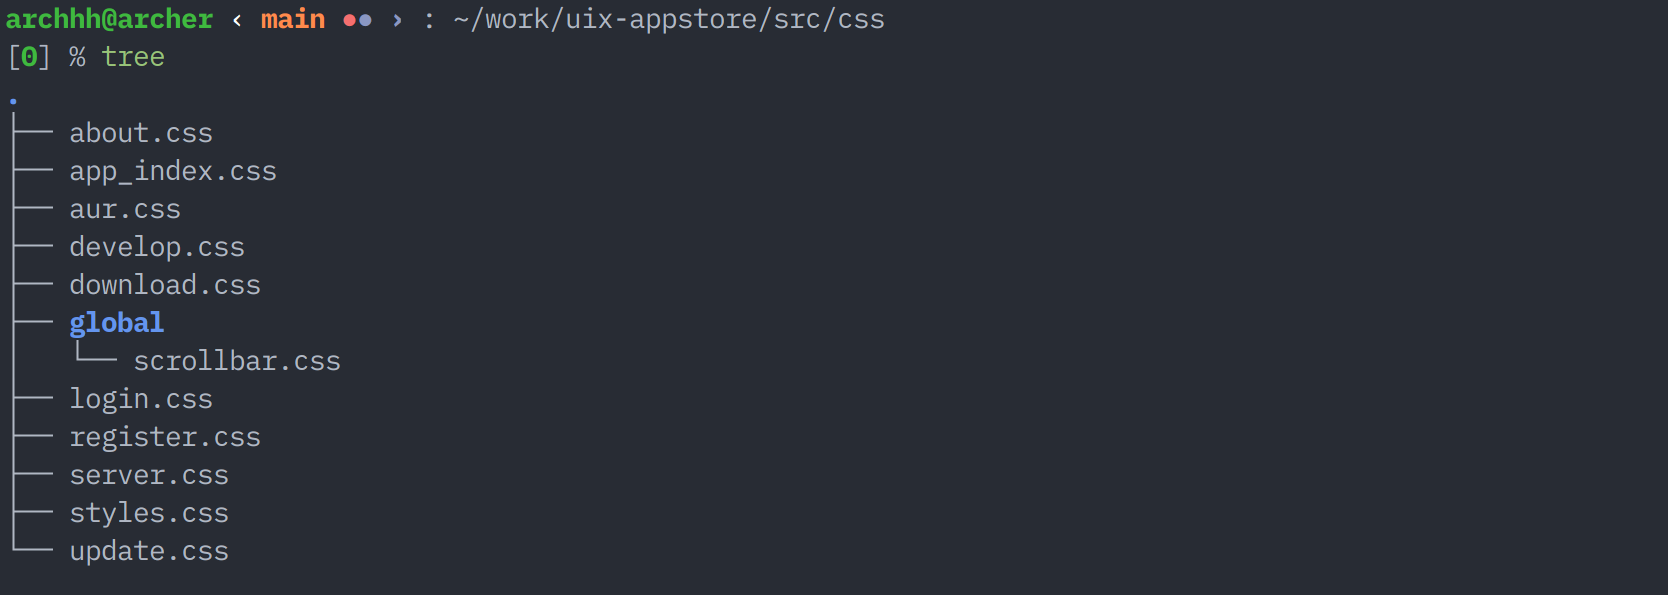 archhh@archer ‹ main ●● › : ~/work/uix-appstore/src/css
[0] % tree
.
├── about.css
├── app_index.css
├── aur.css
├── develop.css
├── download.css
├── global
│   └── scrollbar.css
├── login.css
├── register.css
├── server.css
├── styles.css
└── update.css